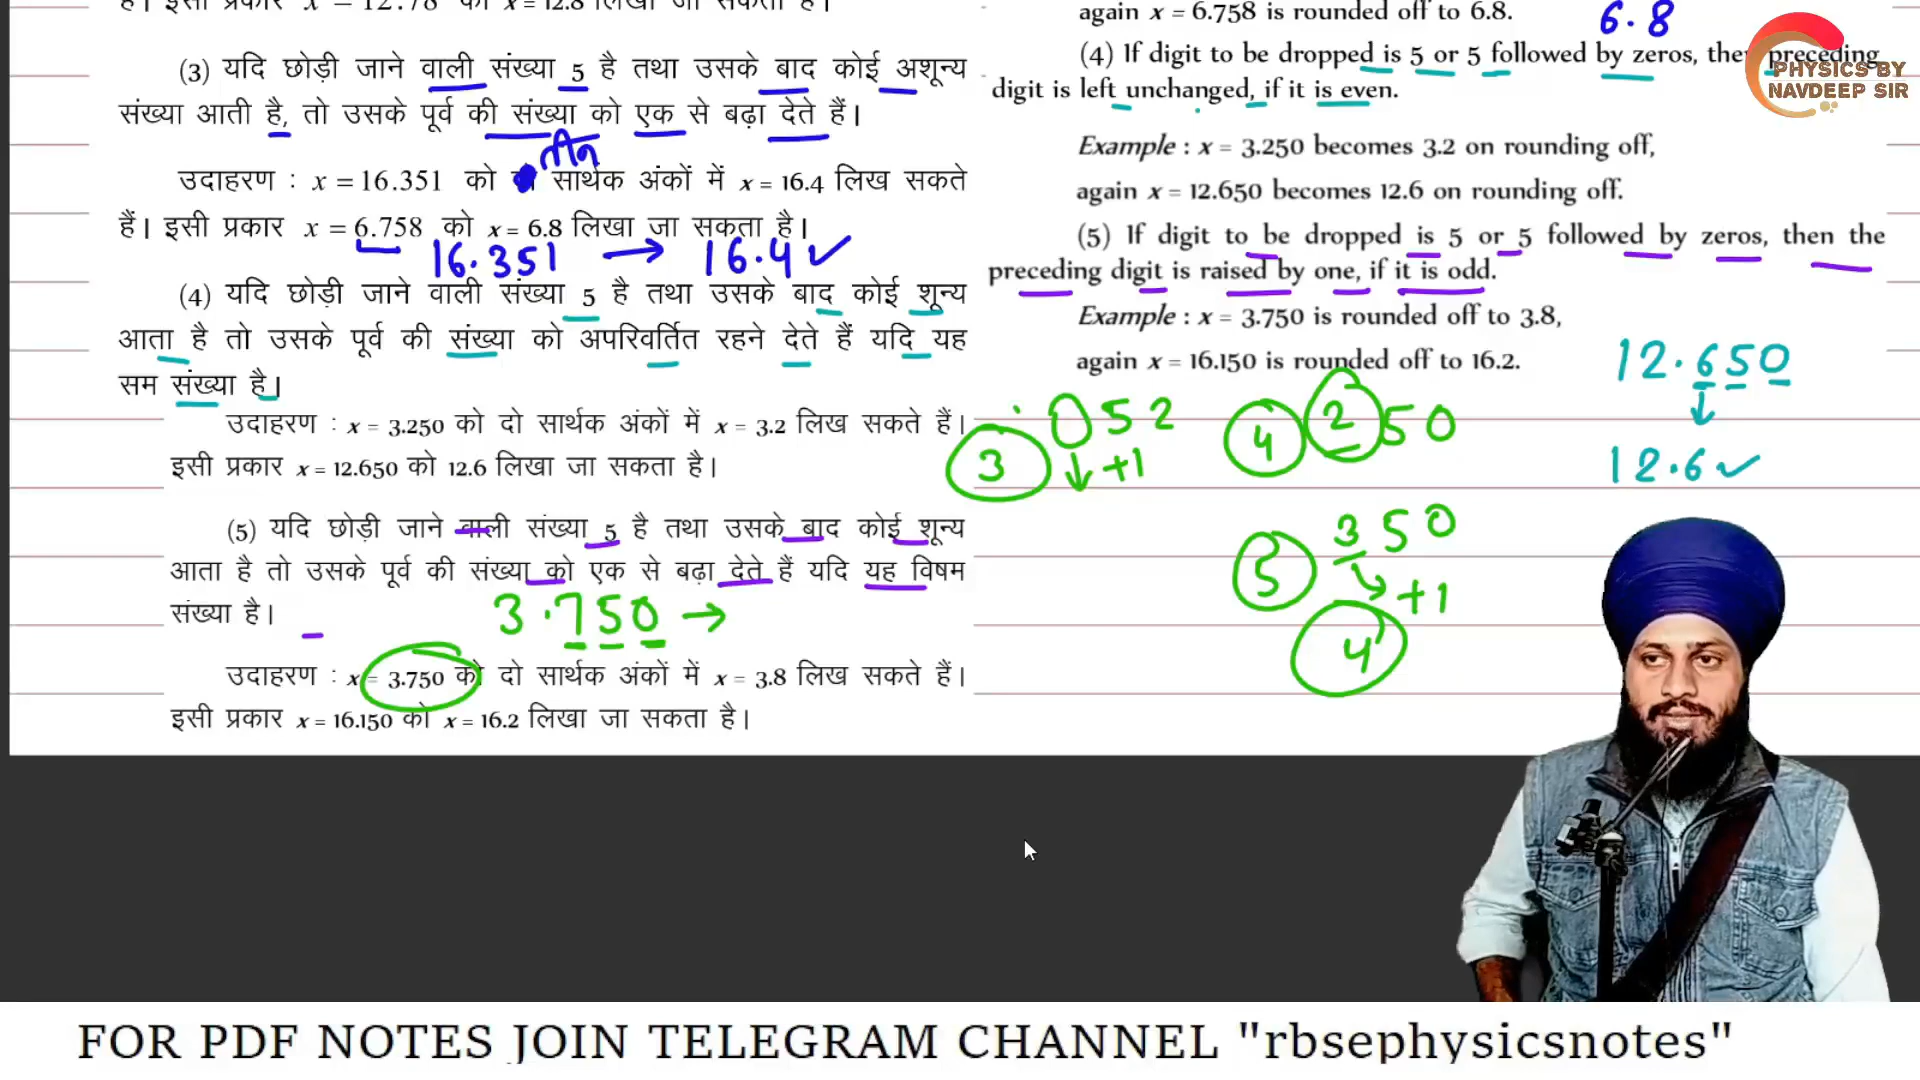 है। इसी प्रकार x = 12.78 को x = 12.8 लिखा जा सकता है।
(3) यदि छोड़ी जाने वाली संख्या 5 है तथा उसके बाद कोई अशून्य
संख्या आती है, तो उसके पूर्व की संख्या को एक से बढ़ा देते हैं।
तीन
उदाहरण : x = 16.351 को सार्थक अंकों में x = 16.4 लिख सकते
हैं। इसी प्रकार x = 6.758 को x = 6.8 लिखा जा सकता है।
16.351 → 16.4 ✓
(4) यदि छोड़ी जाने वाली संख्या 5 है तथा उसके बाद कोई शून्य
आता है तो उसके पूर्व की संख्या को अपरिवर्तित रहने देते हैं यदि यह
सम संख्या है।
उदाहरण : x = 3.250 को दो सार्थक अंकों में x = 3.2 लिख सकते हैं।
इसी प्रकार x = 12.650 को 12.6 लिखा जा सकता है।
(5) यदि छोड़ी जाने वाली संख्या 5 है तथा उसके बाद कोई शून्य
आता है तो उसके पूर्व की संख्या को एक से बढ़ा देते हैं यदि यह विषम
संख्या है।
3.750 →
उदाहरण : x = 3.750 को दो सार्थक अंकों में x = 3.8 लिख सकते हैं।
इसी प्रकार x = 16.150 को x = 16.2 लिखा जा सकता है।
again x = 6.758 is rounded off to 6.8.
6.8
(4) If digit to be dropped is 5 or 5 followed by zeros, then preceding
digit is left unchanged, if it is even.
Example : x = 3.250 becomes 3.2 on rounding off,
again x = 12.650 becomes 12.6 on rounding off.
(5) If digit to be dropped is 5 or 5 followed by zeros, then the
preceding digit is raised by one, if it is odd.
Example : x = 3.750 is rounded off to 3.8,
again x = 16.150 is rounded off to 16.2.
12.650
↓
12.6 ✓
3 052
↓ +1
4 250
5 350
+1
4
PHYSICS BY
NAVDEEP SIR
FOR PDF NOTES JOIN TELEGRAM CHANNEL "rbsephysicsnotes"